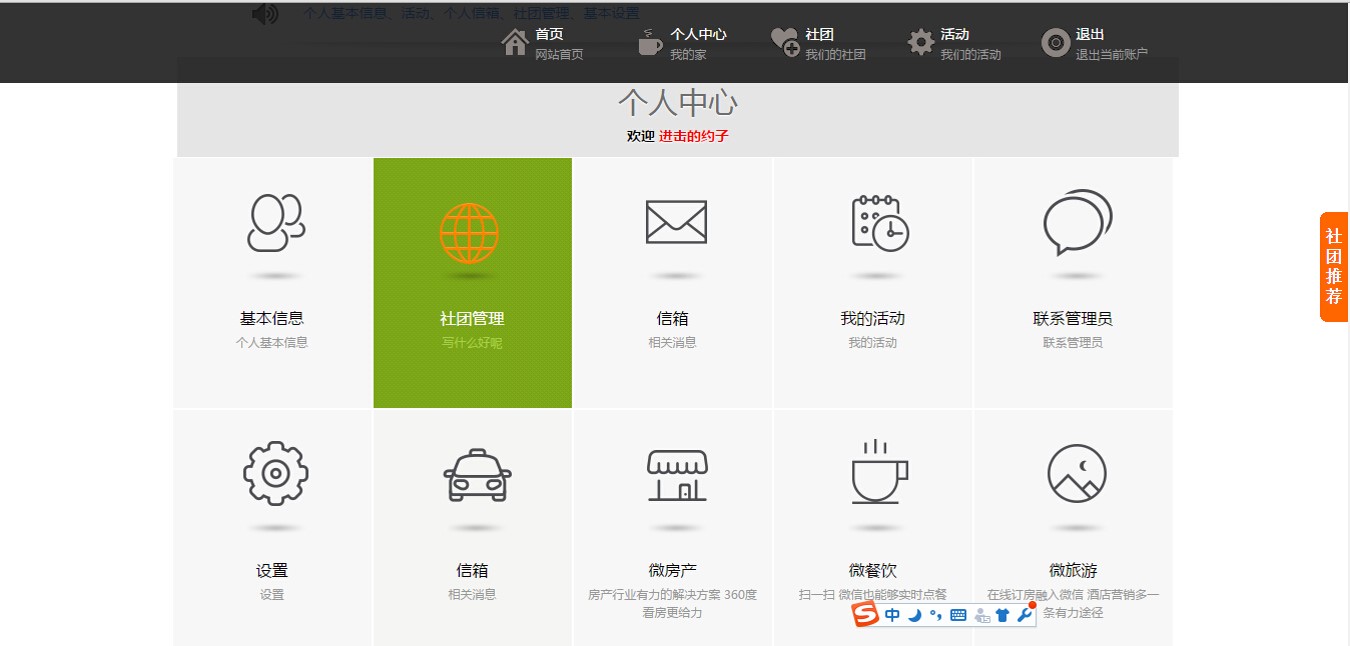 个人基本信息、活动、个人信箱、社团管理、基本设置
首页
网站首页
个人中心
我的家
社团
我们的社团
活动
我们的活动
退出
退出当前账户
个人中心
欢迎 进击的约子
基本信息
个人基本信息
社团管理
写什么好呢
信箱
相关消息
我的活动
我的活动
联系管理员
联系管理员
社
团
推
荐
设置
设置
信箱
相关消息
微房产
房产行业有力的解决方案 360度
看房更给力
微餐饮
扫一扫 微信也能够实时点餐
微旅游
在线订房融入微信 酒店营销多一
条有力途径
S 中